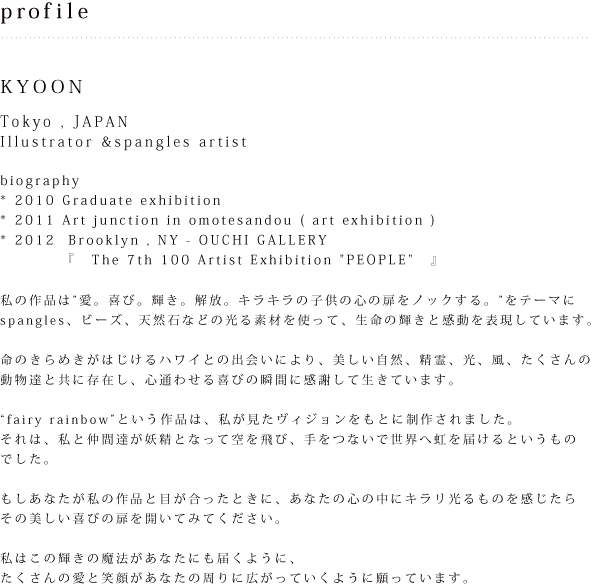 profile
KYOON
Tokyo , JAPAN
Illustrator &spangles artist
biography
* 2010 Graduate exhibition
* 2011 Art junction in omotesandou ( art exhibition )
* 2012 Brooklyn , NY - OUCHI GALLERY
『 The 7th 100 Artist Exhibition "PEOPLE" 』
私の作品は"愛。喜び。輝き。解放。キラキラの子供の心の扉をノックする。"をテーマに
spangles、ビーズ、天然石などの光る素材を使って、生命の輝きと感動を表現しています。
命のきらめきがはじけるハワイとの出会いにより、美しい自然、精霊、光、風、たくさんの
動物達と共に存在し、心通わせる喜びの瞬間に感謝して生きています。
“fairy rainbow"という作品は、私が見たヴィジョンをもとに制作されました。
それは、私と仲間達が妖精となって空を飛び、手をつないで世界へ虹を届けるというもの
でした。
もしあなたが私の作品と目が合ったときに、あなたの心の中にキラリ光るものを感じたら
その美しい喜びの扉を開いてみてください。
私はこの輝きの魔法があなたにも届くように、
たくさんの愛と笑顔があなたの周りに広がっていくように願っています。